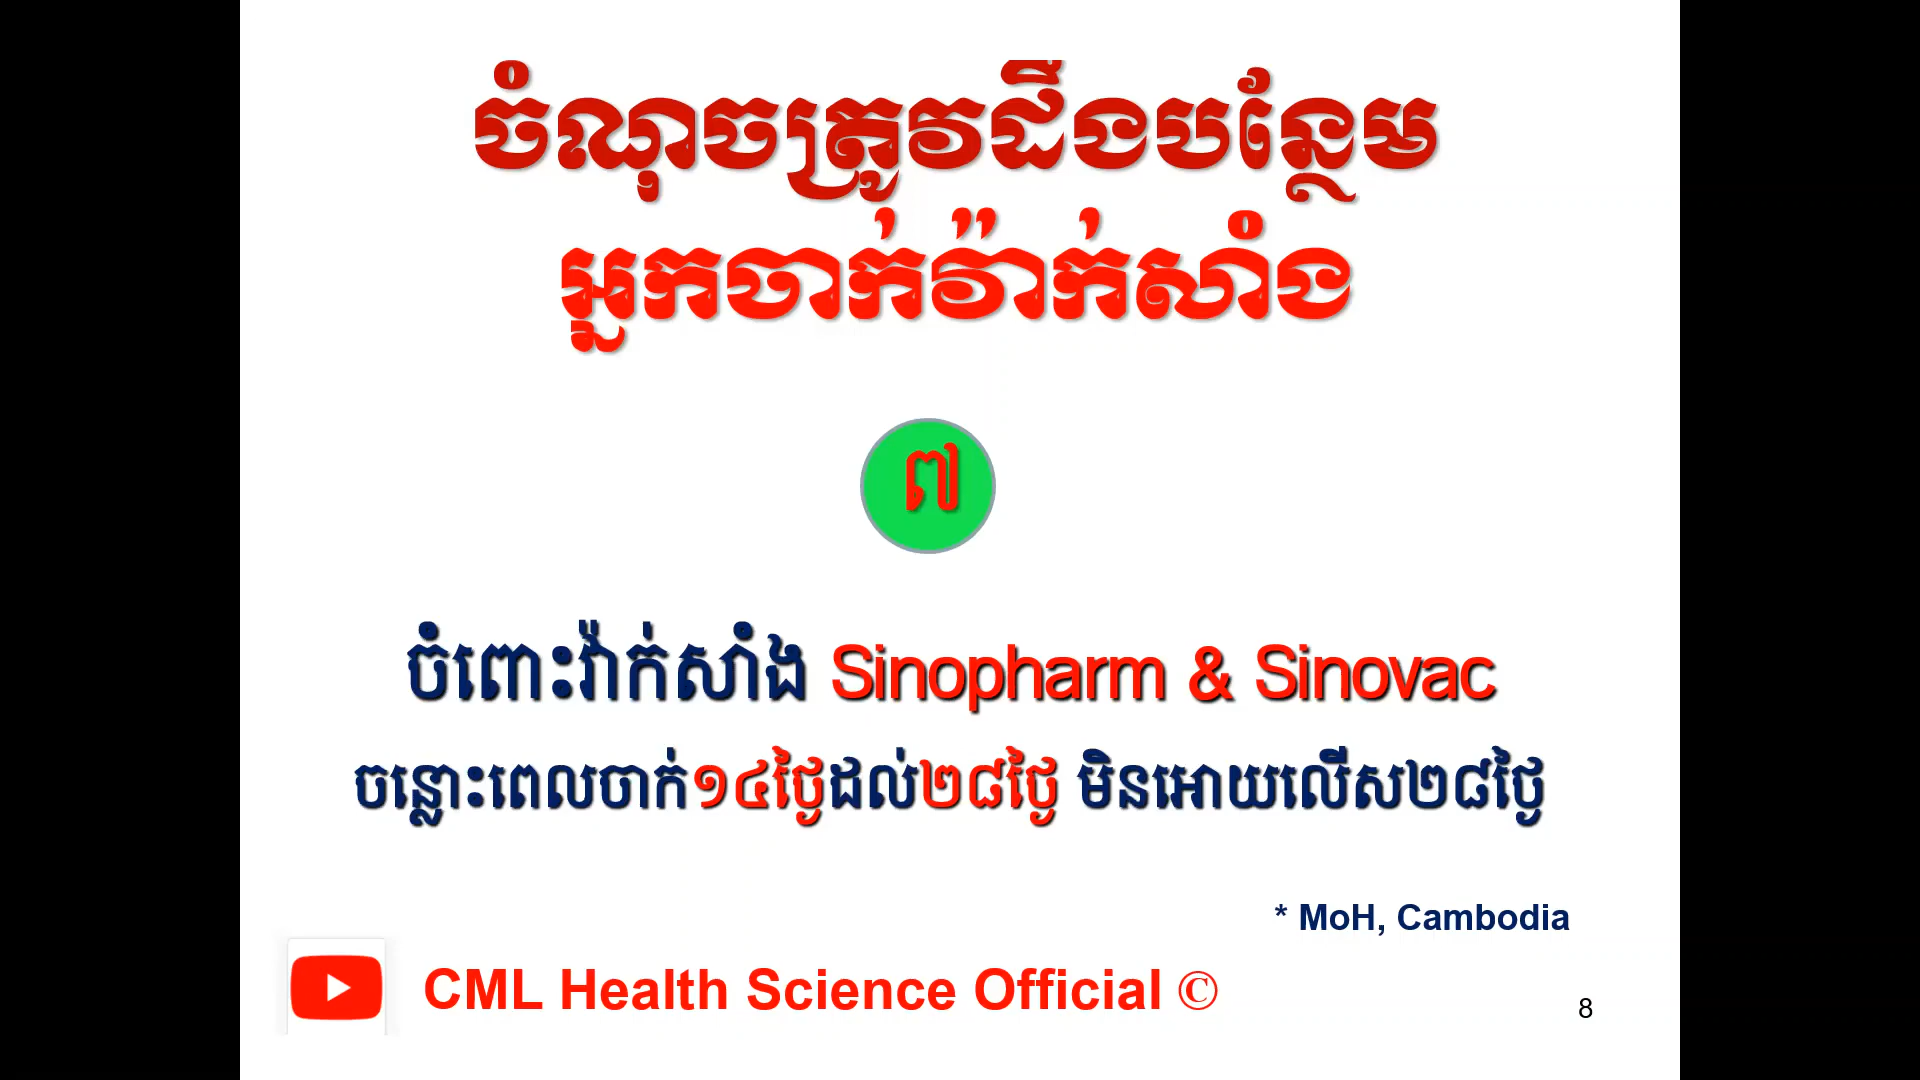 ចំណុចត្រូវដឹងបន្ថែម
អ្នកចាក់វ៉ាក់សាំង
៧
ចំពោះវ៉ាក់សាំង Sinopharm & Sinovac
ចន្លោះពេលចាក់១៤ថ្ងៃដល់២៨ថ្ងៃ មិនអោយលើស២៨ថ្ងៃ
* MoH, Cambodia
CML Health Science Official ©
8